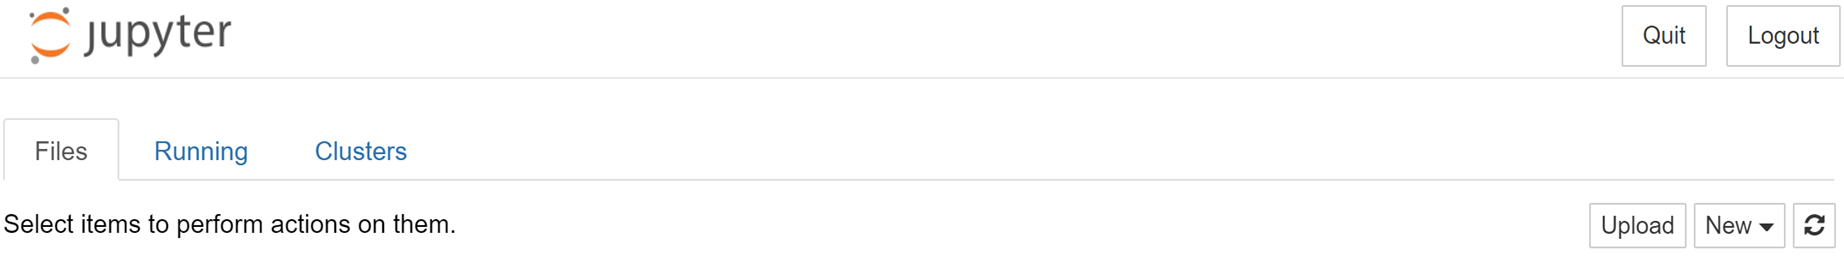 jupyter Quit Logout
Files Running Clusters
Select items to perform actions on them. Upload New